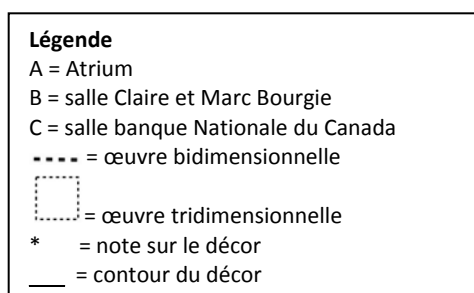 Légende
A = Atrium
B = salle Claire et Marc Bourgie
C = salle banque Nationale du Canada
= œuvre bidimensionnelle
= œuvre tridimensionnelle
* = note sur le décor
= contour du décor